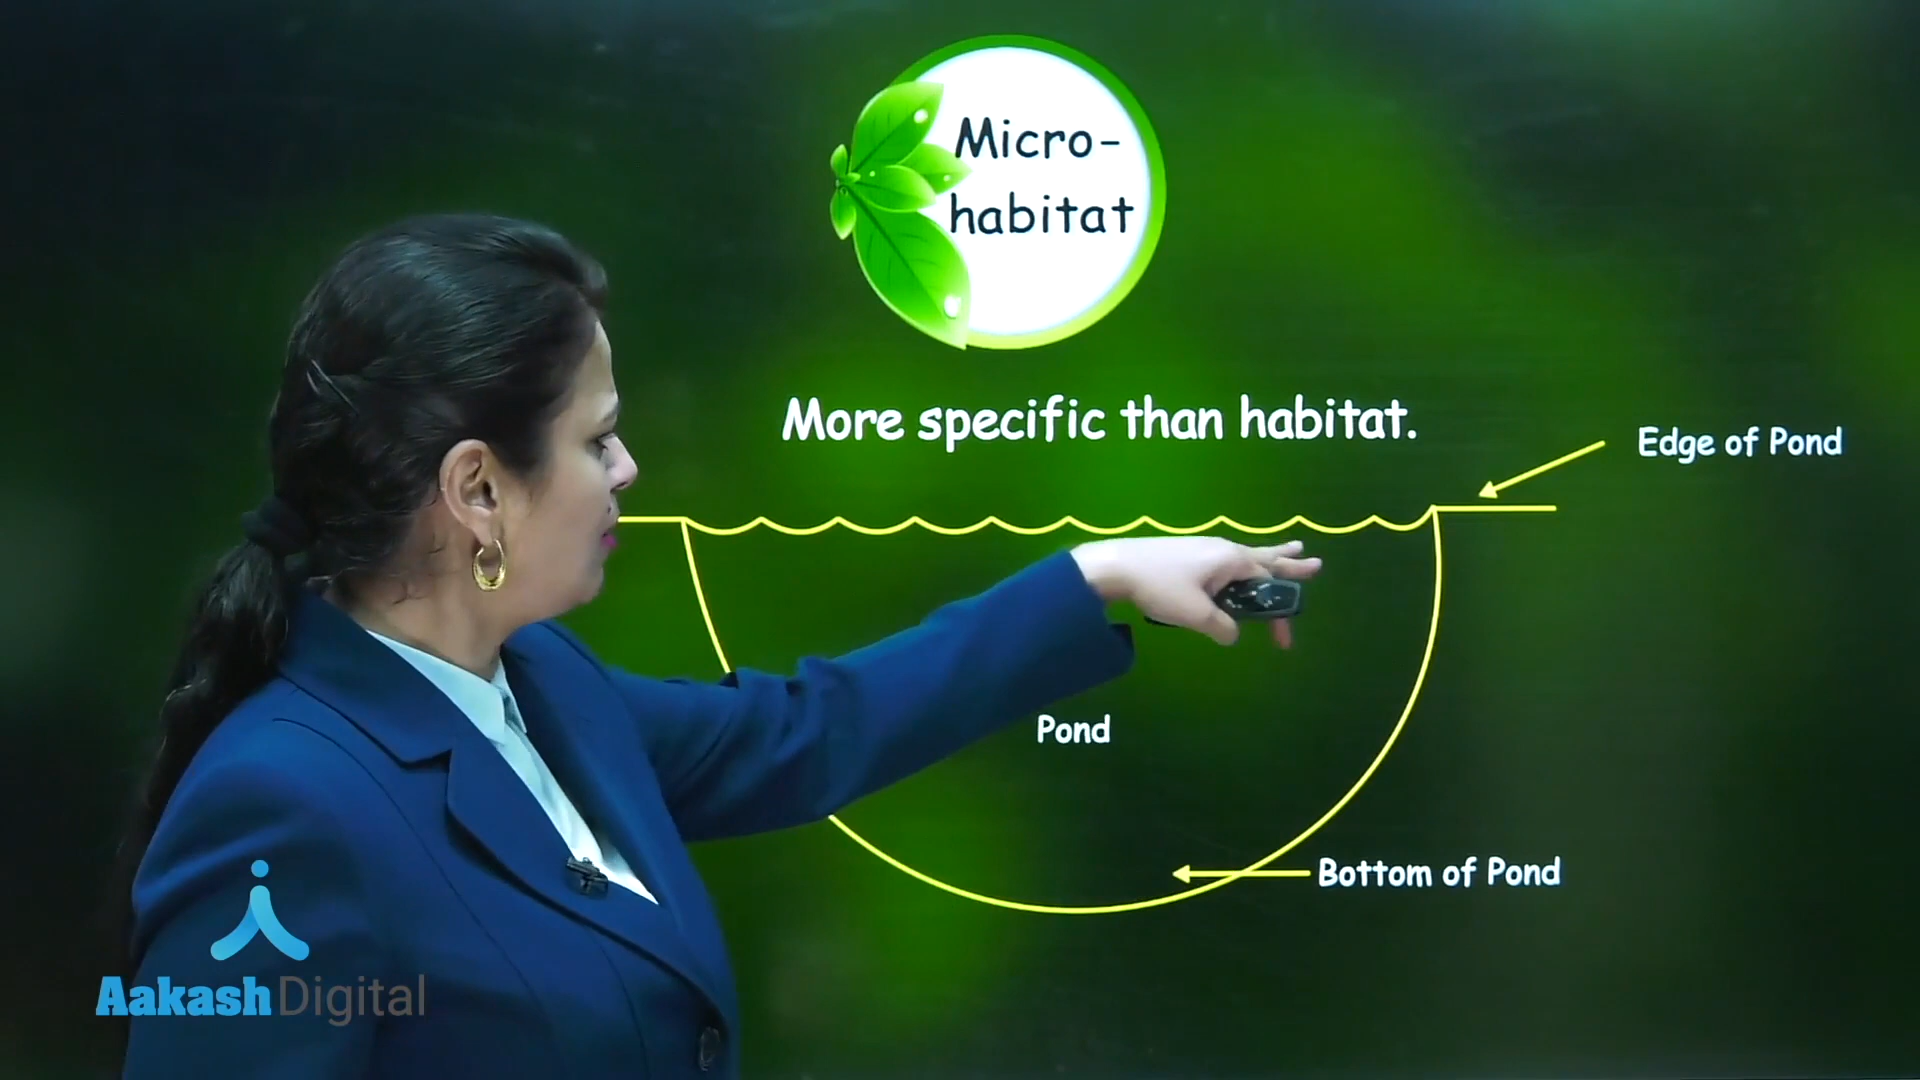 Micro-
habitat
More specific than habitat.
Edge of Pond
Pond
Bottom of Pond
Aakash Digital